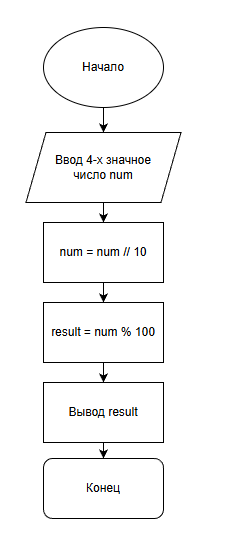 Начало
Ввод 4-х значное
число num
num = num // 10
result = num % 100
Вывод result
Конец